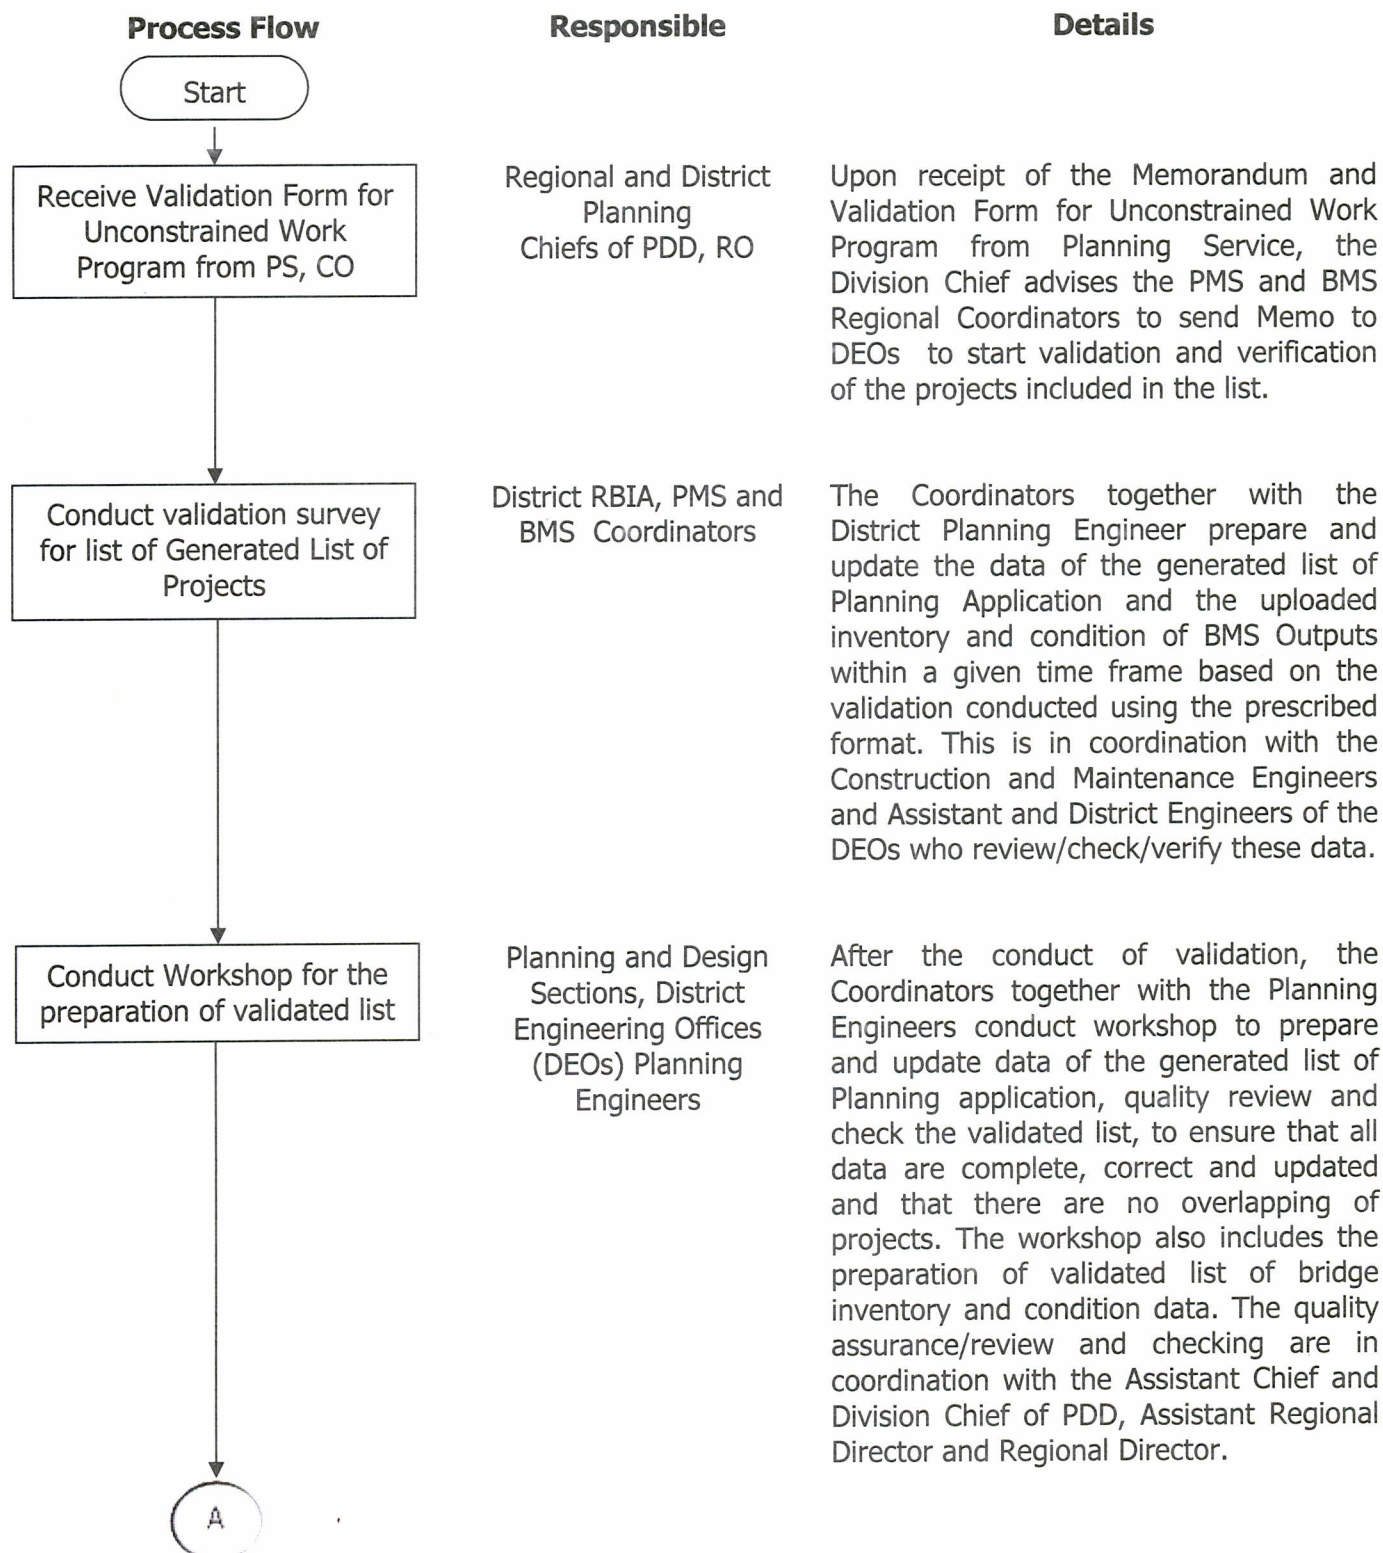 Process Flow
Responsible
Details
Start
Receive Validation Form for
Unconstrained Work
Program from PS, CO
Regional and District
Planning
Chiefs of PDD, RO
Upon receipt of the Memorandum and
Validation Form for Unconstrained Work
Program from Planning Service, the
Division Chief advises the PMS and BMS
Regional Coordinators to send Memo to
DEOs to start validation and verification
of the projects included in the list.
Conduct validation survey
for list of Generated List of
Projects
District RBIA, PMS and
BMS Coordinators
The Coordinators together with the
District Planning Engineer prepare and
update the data of the generated list of
Planning Application and the uploaded
inventory and condition of BMS Outputs
within a given time frame based on the
validation conducted using the prescribed
format. This is in coordination with the
Construction and Maintenance Engineers
and Assistant and District Engineers of the
DEOs who review/check/verify these data.
Conduct Workshop for the
preparation of validated list
Planning and Design
Sections, District
Engineering Offices
(DEOs) Planning
Engineers
After the conduct of validation, the
Coordinators together with the Planning
Engineers conduct workshop to prepare
and update data of the generated list of
Planning application, quality review and
check the validated list, to ensure that all
data are complete, correct and updated
and that there are no overlapping of
projects. The workshop also includes the
preparation of validated list of bridge
inventory and condition data. The quality
assurance/review and checking are in
coordination with the Assistant Chief and
Division Chief of PDD, Assistant Regional
Director and Regional Director.
A